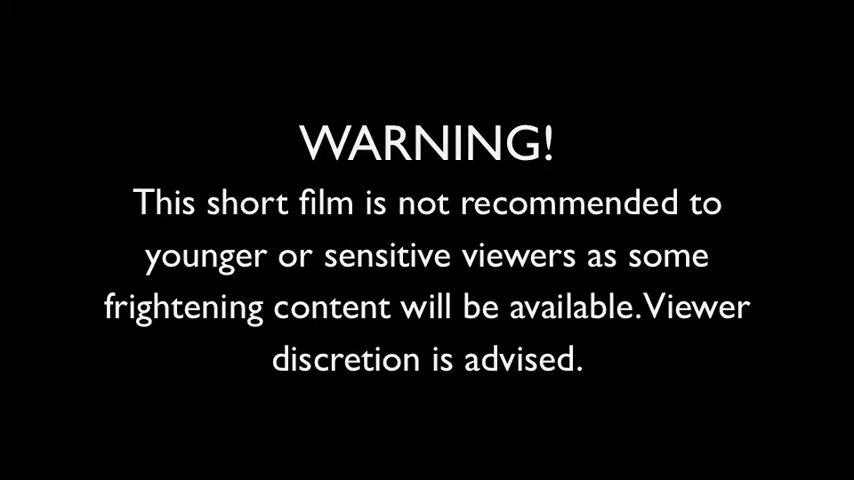 WARNING!
This short film is not recommended to
younger or sensitive viewers as some
frightening content will be available. Viewer
discretion is advised.